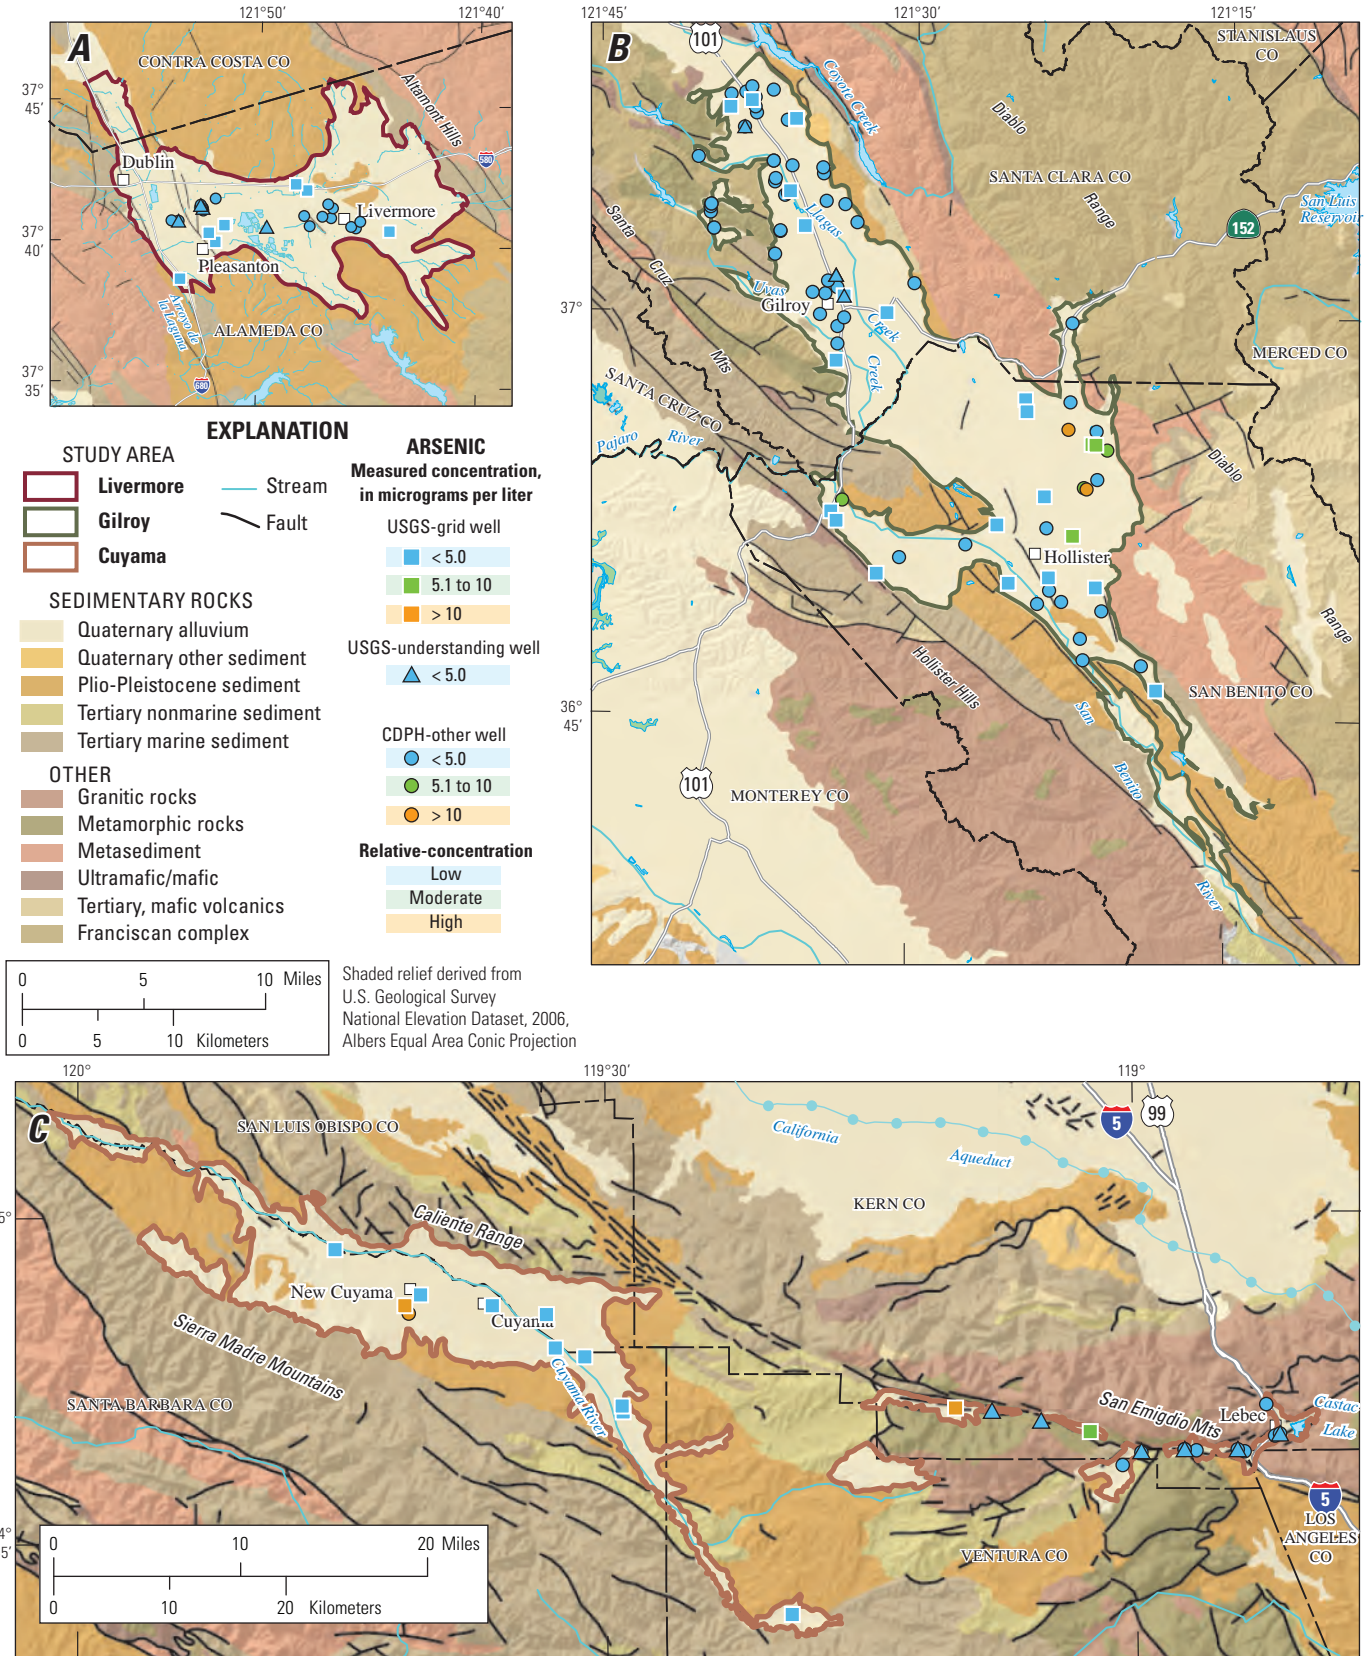 121°50'
121°40'
A
CONTRA COSTA CO
Altamont Hills
37°
45'
580
Dublin
Livermore
37°
40'
Pleasanton
Arroyo de
la Laguna
ALAMEDA CO
37°
35'
680
121°45'
121°30'
121°15'
B
101
STANISLAUS
CO
Coyote Creek
Diablo
Range
SANTA CLARA CO
San Luis
Reservoir
152
Santa
Cruz
Mts
Llagas
Creek
Uvas
Creek
Gilroy
37°
MERCED CO
SANTA CRUZ CO
Pajaro River
Diablo
Range
Hollister
Hollister Hills
SAN BENITO CO
36°
45'
San
Benito
River
101
MONTEREY CO
EXPLANATION
STUDY AREA
Livermore
Gilroy
Cuyama
Stream
Fault
SEDIMENTARY ROCKS
Quaternary alluvium
Quaternary other sediment
Plio-Pleistocene sediment
Tertiary nonmarine sediment
Tertiary marine sediment
OTHER
Granitic rocks
Metamorphic rocks
Metasediment
Ultramafic/mafic
Tertiary, mafic volcanics
Franciscan complex
ARSENIC
Measured concentration,
in micrograms per liter
USGS-grid well
< 5.0
5.1 to 10
> 10
USGS-understanding well
< 5.0
CDPH-other well
< 5.0
5.1 to 10
> 10
Relative-concentration
Low
Moderate
High
0 5 10 Miles
0 5 10 Kilometers
Shaded relief derived from
U.S. Geological Survey
National Elevation Dataset, 2006,
Albers Equal Area Conic Projection
120°
119°30'
119°
C
SAN LUIS OBISPO CO
California
Aqueduct
5
99
KERN CO
5°
Caliente Range
New Cuyama
Cuyama
Sierra Madre Mountains
Cuyama River
SANTA BARBARA CO
San Emigdio Mts
Lebec
Castac
Lake
5
LOS
ANGELES
CO
VENTURA CO
4°
5'
0 10 20 Miles
0 10 20 Kilometers